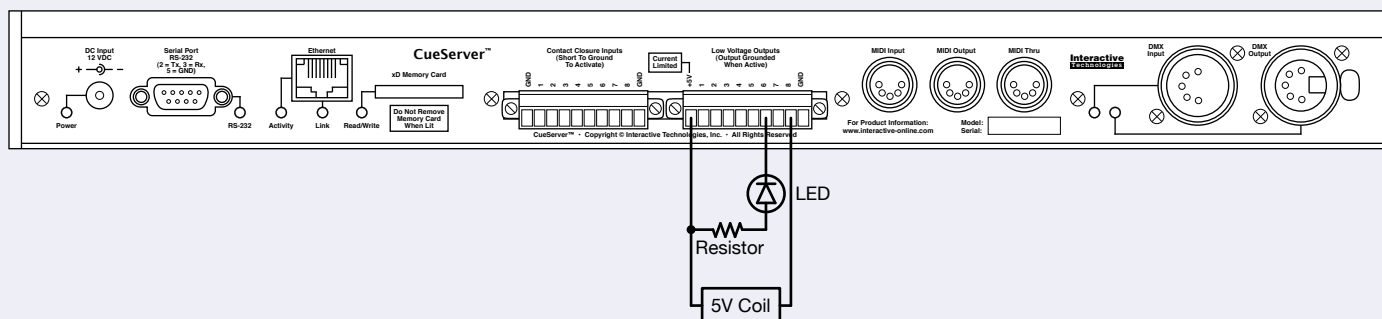 DC Input
12 VDC
+ -
Power
Serial Port
RS-232
(2 = Tx, 3 = Rx,
5 = GND)
RS-232
Ethernet
Activity
Link
CueServer™
xD Memory Card
Read/Write
Do Not Remove
Memory Card
When Lit
Contact Closure Inputs
(Short To Ground
To Activate)
GND
1
2
3
4
5
6
7
8
GND
Current
Limited
Low Voltage Outputs
(Output Grounded
When Active)
+5V
1
2
3
4
5
6
7
8
GND
CueServer™ • Copyright © Interactive Technologies, Inc. • All Rights Reserved
MIDI Input
MIDI Output
MIDI Thru
For Product Information:
www.interactive-online.com
Model:
Serial:
Interactive
Technologies
DMX
Input
DMX
Output
LED
Resistor
5V Coil